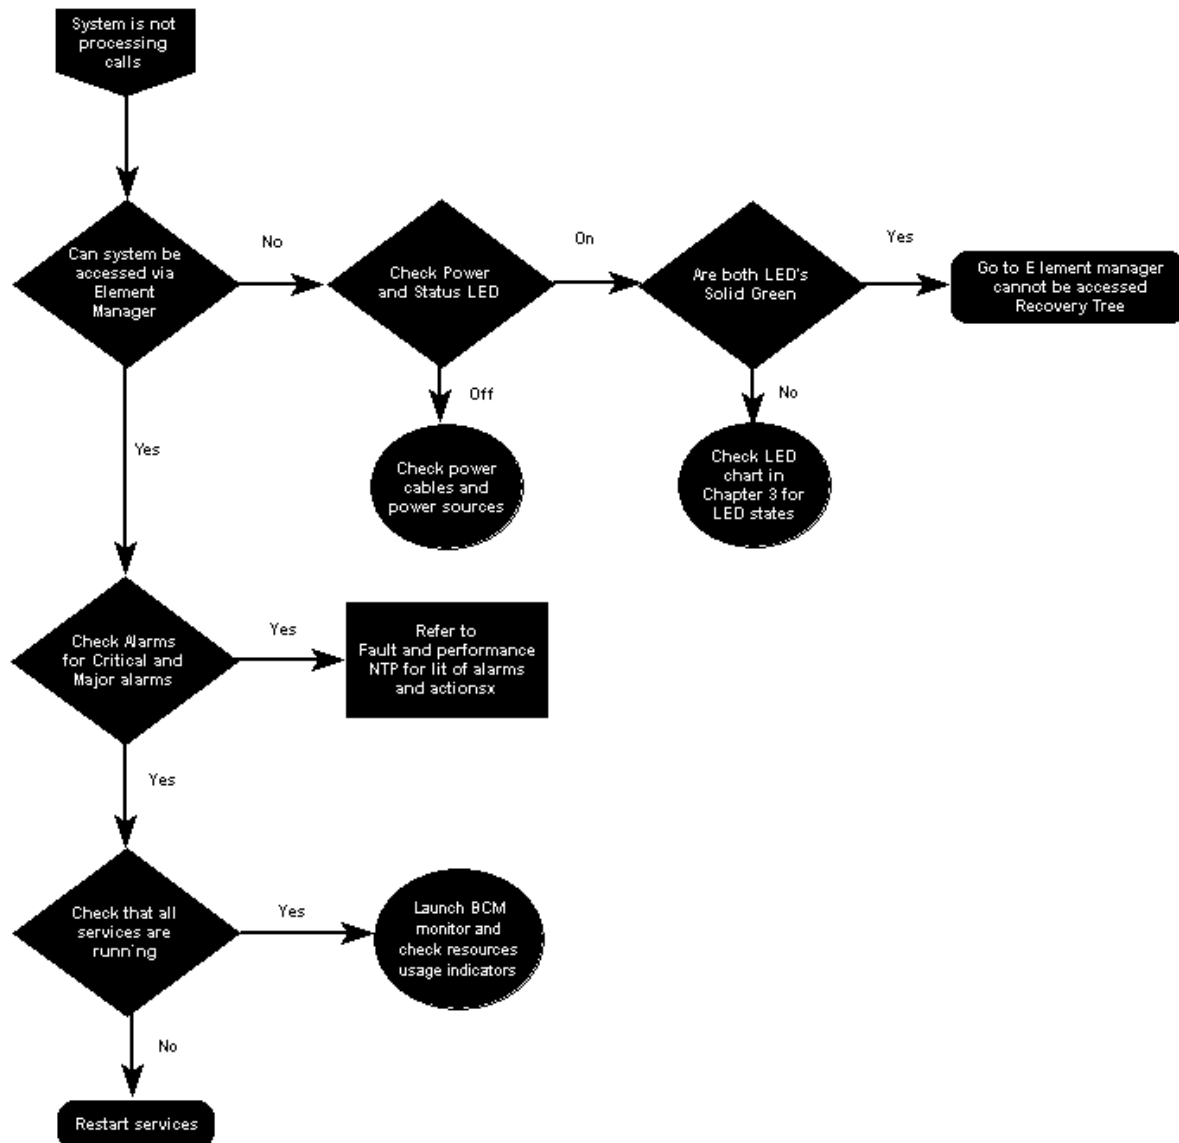 System is not
processing
calls
Can system be
accessed via
Element
Manager
No
Check Power
and Status LED
On
Are both LED's
Solid Green
Yes
Go to E lement manager
cannot be accessed
Recovery Tree
Off
No
Check power
cables and
power sources
Check LED
chart in
Chapter 3 for
LED states
Yes
Check Alarms
for Critical and
Major alarms
Yes
Refer to
Fault and performance
NTP for lit of alarms
and actionsx
Yes
Check that all
services are
running
Yes
Launch BCM
monitor and
check resources
usage indicators
No
Restart services